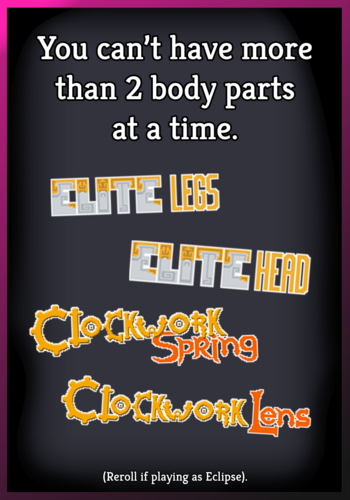 You can’t have more
than 2 body parts
at a time.
ELITE LEGS
ELITE HEAD
Clockwork
Spring
Clockwork Lens
(Reroll if playing as Eclipse).